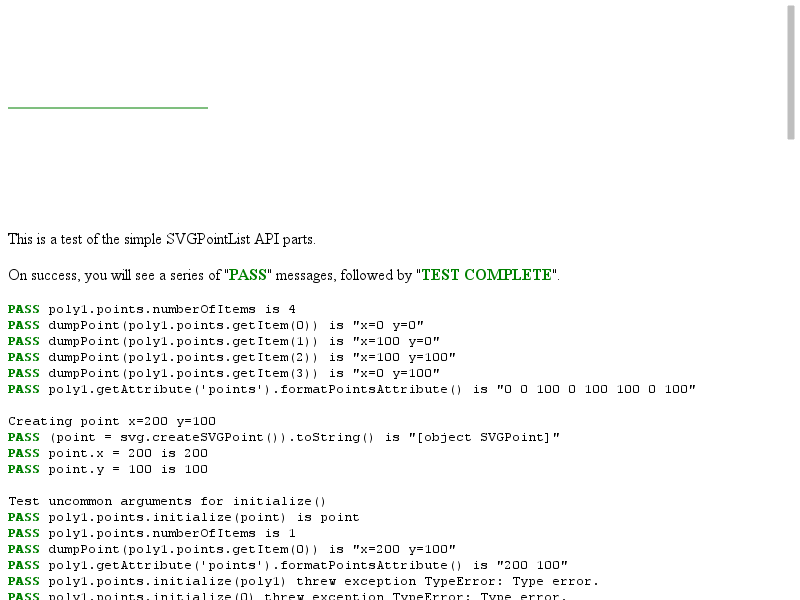 This is a test of the simple SVGPointList API parts.
On success, you will see a series of "PASS" messages, followed by "TEST COMPLETE".
PASS poly1.points.numberOfItems is 4
PASS dumpPoint(poly1.points.getItem(0)) is "x=0 y=0"
PASS dumpPoint(poly1.points.getItem(1)) is "x=100 y=0"
PASS dumpPoint(poly1.points.getItem(2)) is "x=100 y=100"
PASS dumpPoint(poly1.points.getItem(3)) is "x=0 y=100"
PASS poly1.getAttribute('points').formatPointsAttribute() is "0 0 100 0 100 100 0 100"
Creating point x=200 y=100
PASS (point = svg.createSVGPoint()).toString() is "[object SVGPoint]"
PASS point.x = 200 is 200
PASS point.y = 100 is 100
Test uncommon arguments for initialize()
PASS poly1.points.initialize(point) is point
PASS poly1.points.numberOfItems is 1
PASS dumpPoint(poly1.points.getItem(0)) is "x=200 y=100"
PASS poly1.getAttribute('points').formatPointsAttribute() is "200 100"
PASS poly1.points.initialize(poly1) threw exception TypeError: Type error.
PASS poly1.points.initialize(0) threw exception TypeError: Type error.